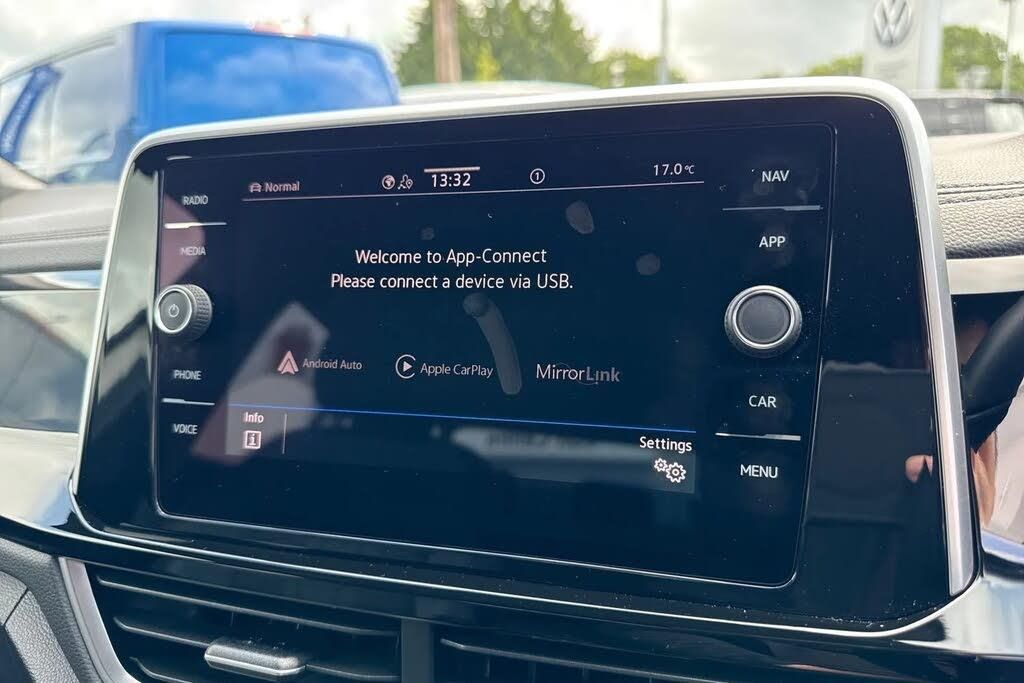 Normal
13:32
1
17.0°C
RADIO
MEDIA
PHONE
VOICE
Welcome to App-Connect
Please connect a device via USB.
Android Auto
Apple CarPlay
MirrorLink
Info
i
Settings
NAV
APP
CAR
MENU